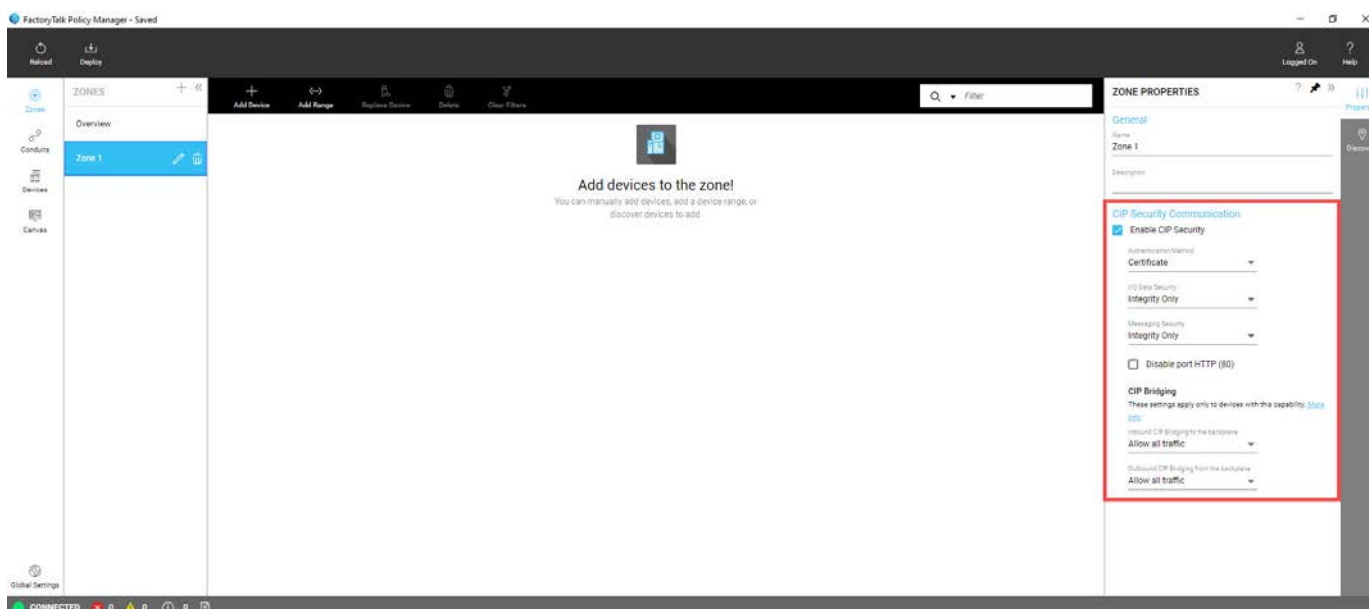 FactoryTalk Policy Manager - Saved
Reload
Deploy
Logged On
Help
Zones
Conduits
Devices
Canvas
Global Settings
ZONES
Overview
Zone 1
Add Device
Add Range
Replace Device
Delete
Clear Filters
Filter
Add devices to the zone!
You can manually add devices, add a device range, or
discover devices to add.
ZONE PROPERTIES
General
Name
Zone 1
Description
CIP Security Communication
Enable CIP Security
Authentication Method
Certificate
I/O Data Security
Integrity Only
Messaging Security
Integrity Only
Disable port HTTP (80)
CIP Bridging
These settings apply only to devices with this capability. More
info
Inbound CIP Bridging to the backplane
Allow all traffic
Outbound CIP Bridging from the backplane
Allow all traffic
Propert
Discov
CONNECTED 0 0 0